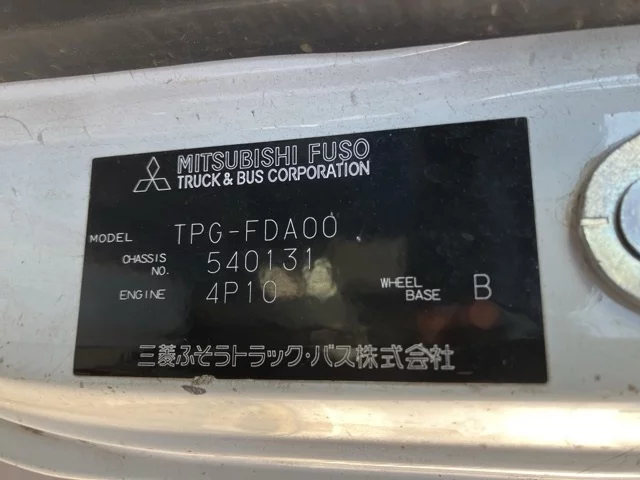 MITSUBISHI FUSO
TRUCK & BUS CORPORATION
MODEL TPG-FDA00
CHASSIS NO. 540131
ENGINE 4P10 WHEEL BASE B
三菱ふそうトラック・バス株式会社